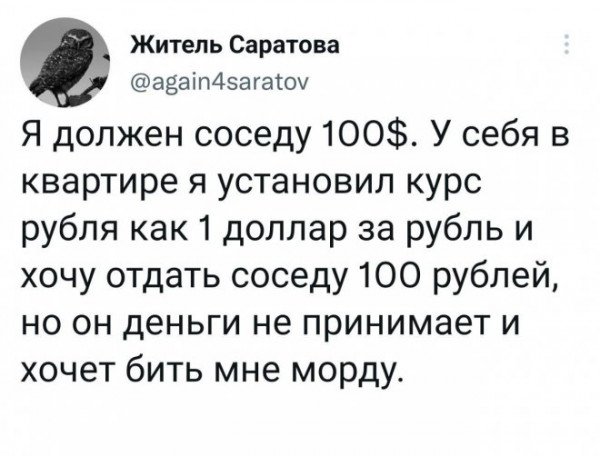 Житель Саратова
@again4saratov
Я должен соседу 100$. У себя в
квартире я установил курс
рубля как 1 доллар за рубль и
хочу отдать соседу 100 рублей,
но он деньги не принимает и
хочет бить мне морду.